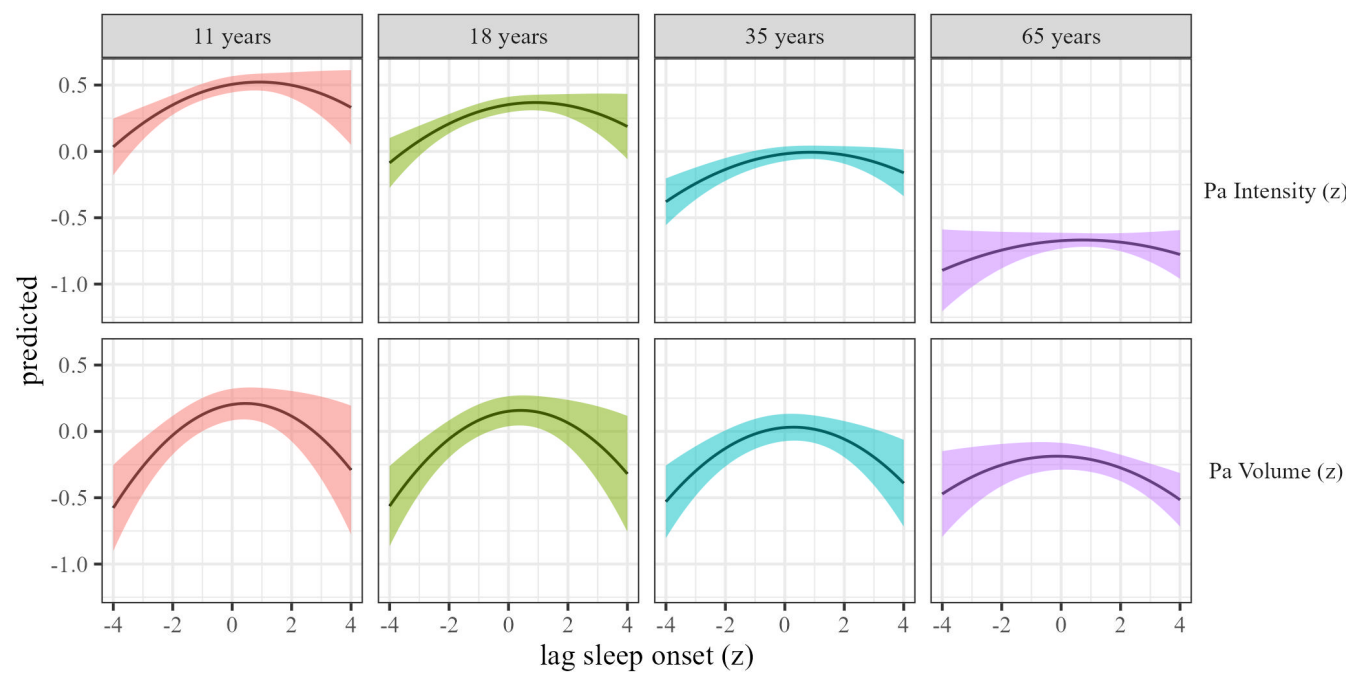 11 years 18 years 35 years 65 years
0.5
0.0
-0.5
-1.0
Pa Intensity (z)
predicted
0.5
0.0
-0.5
-1.0
Pa Volume (z)
-4 -2 0 2 4 -4 -2 0 2 4 -4 -2 0 2 4 -4 -2 0 2 4
lag sleep onset (z)